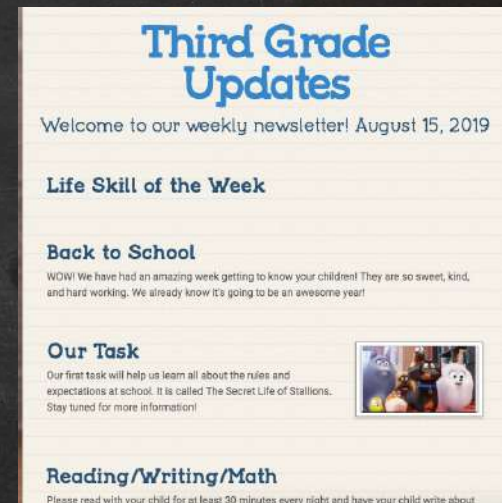 Third Grade
Updates
Welcome to our weekly newsletter! August 15, 2019
Life Skill of the Week
Back to School
WOW! We have had an amazing week getting to know your children! They are so sweet, kind,
and hard working. We already know it's going to be an awesome year!
Our Task
Our first task will help us learn all about the rules and
expectations at school. It is called The Secret Life of Stallions.
Stay tuned for more information!
Reading/Writing/Math
Please read with your child for at least 30 minutes every night and have your child write about